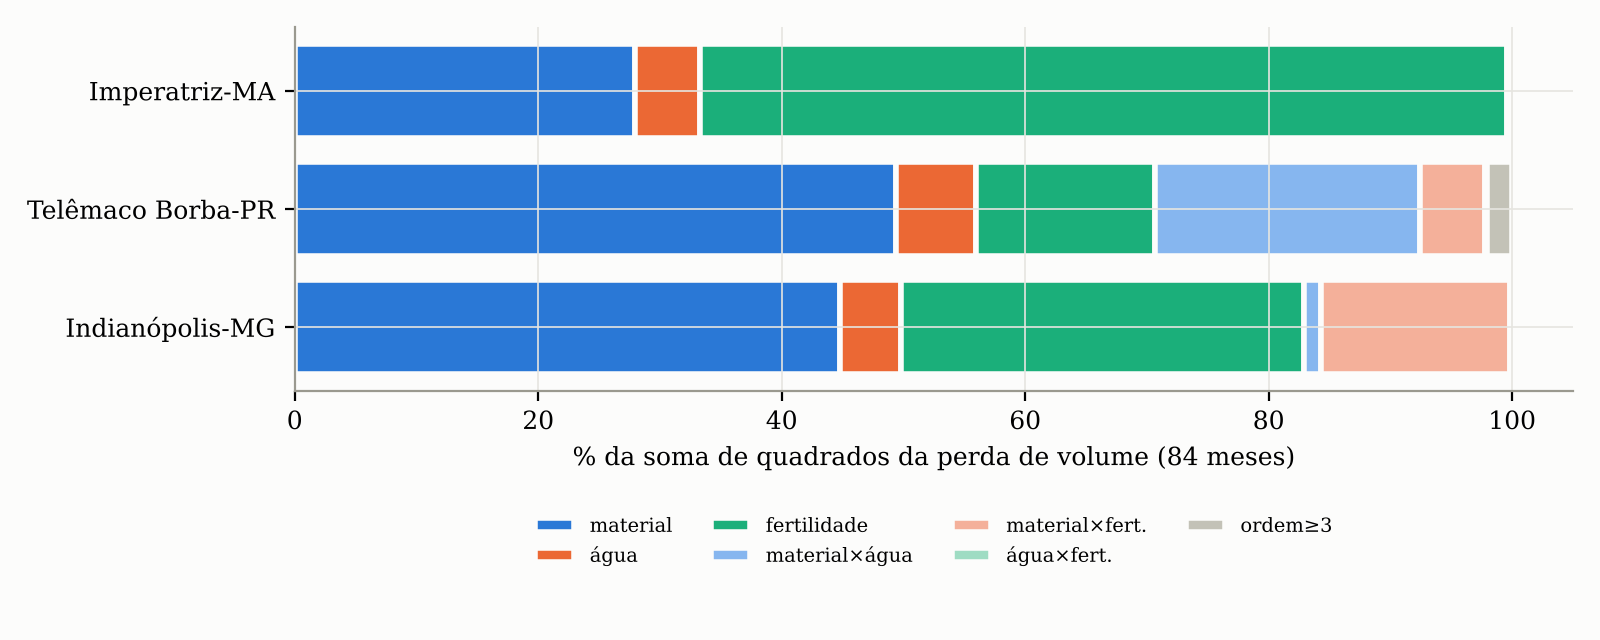 Imperatriz-MA
Telêmaco Borba-PR
Indianópolis-MG
0 20 40 60 80 100
% da soma de quadrados da perda de volume (84 meses)
material fertilidade material×fert. ordem≥3
água material×água água×fert.